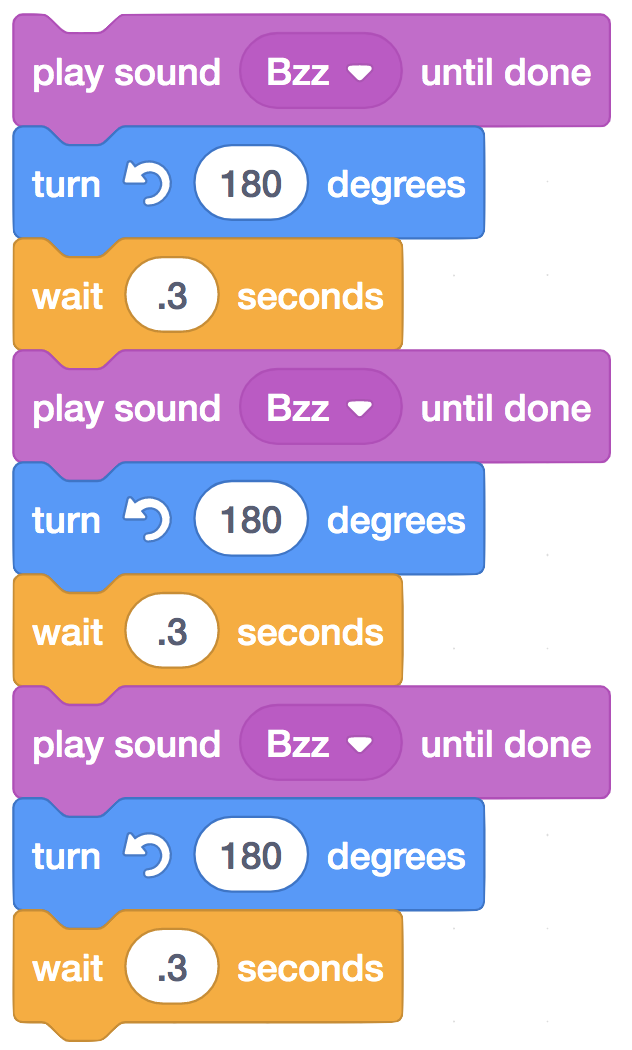 play sound Bzz until done
turn 180 degrees
wait .3 seconds
play sound Bzz until done
turn 180 degrees
wait .3 seconds
play sound Bzz until done
turn 180 degrees
wait .3 seconds